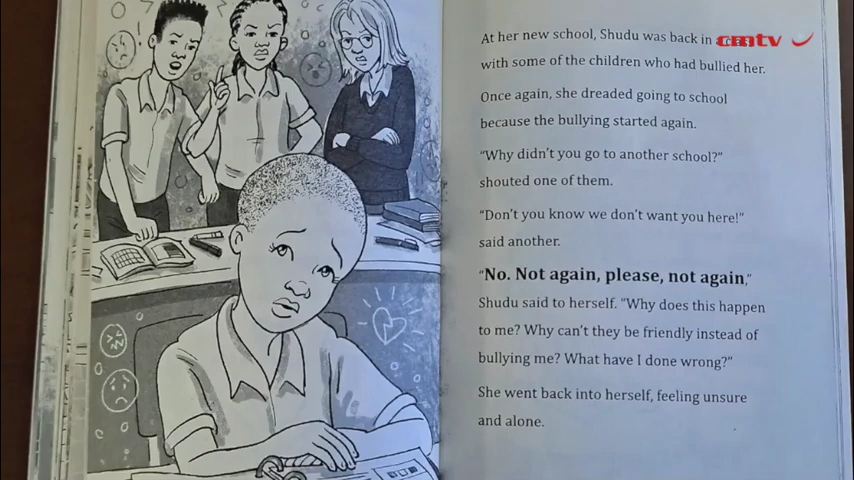 At her new school, Shudu was back in
cmtv
with some of the children who had bullied her.
Once again, she dreaded going to school
because the bullying started again.
“Why didn’t you go to another school?”
shouted one of them.
“Don’t you know we don’t want you here!”
said another.
“No. Not again, please, not again,”
Shudu said to herself. “Why does this happen
to me? Why can’t they be friendly instead of
bullying me? What have I done wrong?”
She went back into herself, feeling unsure
and alone.